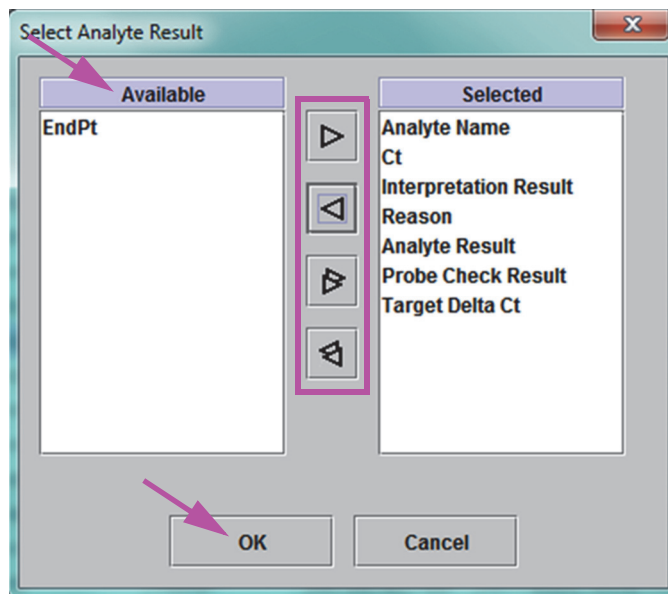 Select Analyte Result
Available
EndPt
Selected
Analyte Name
Ct
Interpretation Result
Reason
Analyte Result
Probe Check Result
Target Delta Ct
OK
Cancel